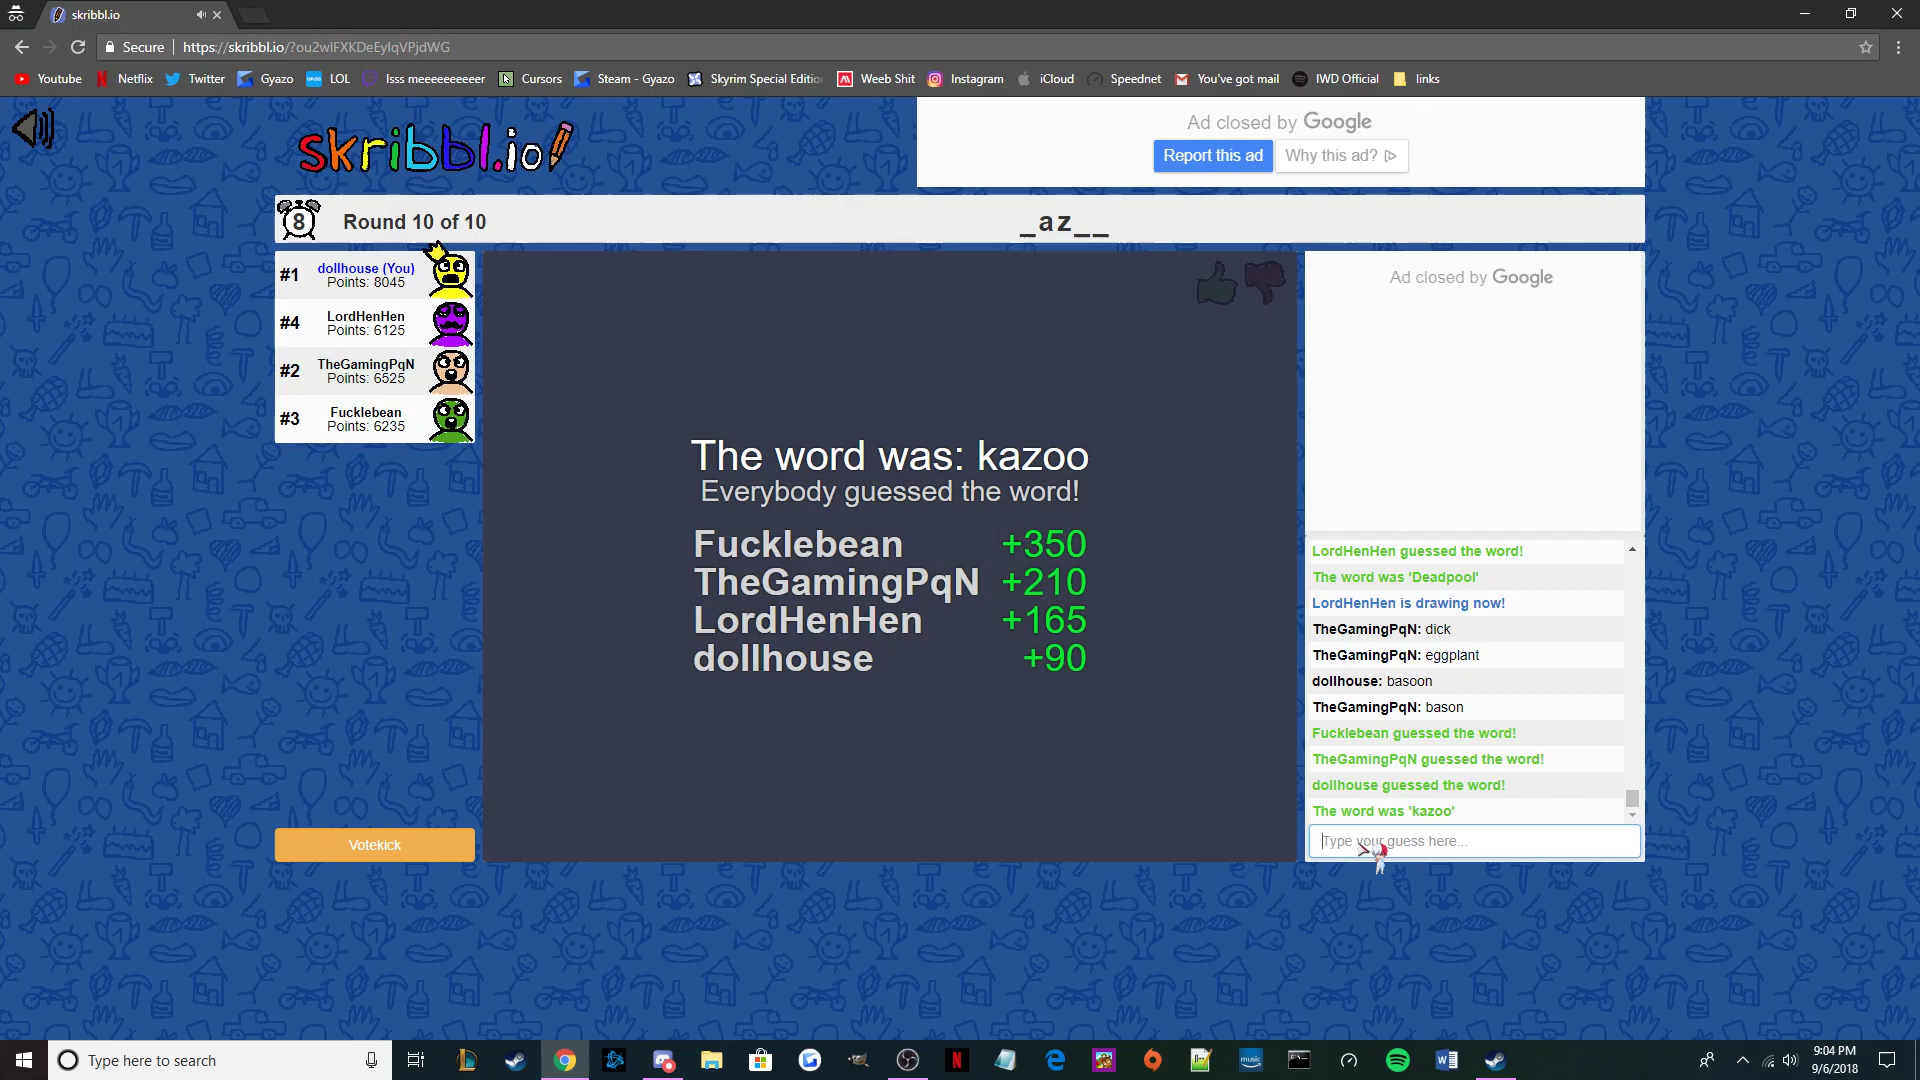 skribbl.io
Secure
https://skribbl.io/?ou2wlFXKDeEylqVPjdWG
Youtube
Netflix
Twitter
Gyazo
LOL
Isss meeeeeeeeeer
Cursors
Steam - Gyazo
Skyrim Special Edition
Weeb Shit
Instagram
iCloud
Speednet
You've got mail
IWD Official
links
skribbl.io
Ad closed by Google
Report this ad
Why this ad?
8
Round 10 of 10
_az__
#1
dollhouse (You)
Points: 8045
#4
LordHenHen
Points: 6125
#2
TheGamingPqN
Points: 6525
#3
Fucklebean
Points: 6235
Votekick
The word was: kazoo
Everybody guessed the word!
Fucklebean +350
TheGamingPqN +210
LordHenHen +165
dollhouse +90
Ad closed by Google
LordHenHen guessed the word!
The word was 'Deadpool'
LordHenHen is drawing now!
TheGamingPqN: dick
TheGamingPqN: eggplant
dollhouse: basoon
TheGamingPqN: bason
Fucklebean guessed the word!
TheGamingPqN guessed the word!
dollhouse guessed the word!
The word was 'kazoo'
Type your guess here...
Type here to search
9:04 PM
9/6/2018